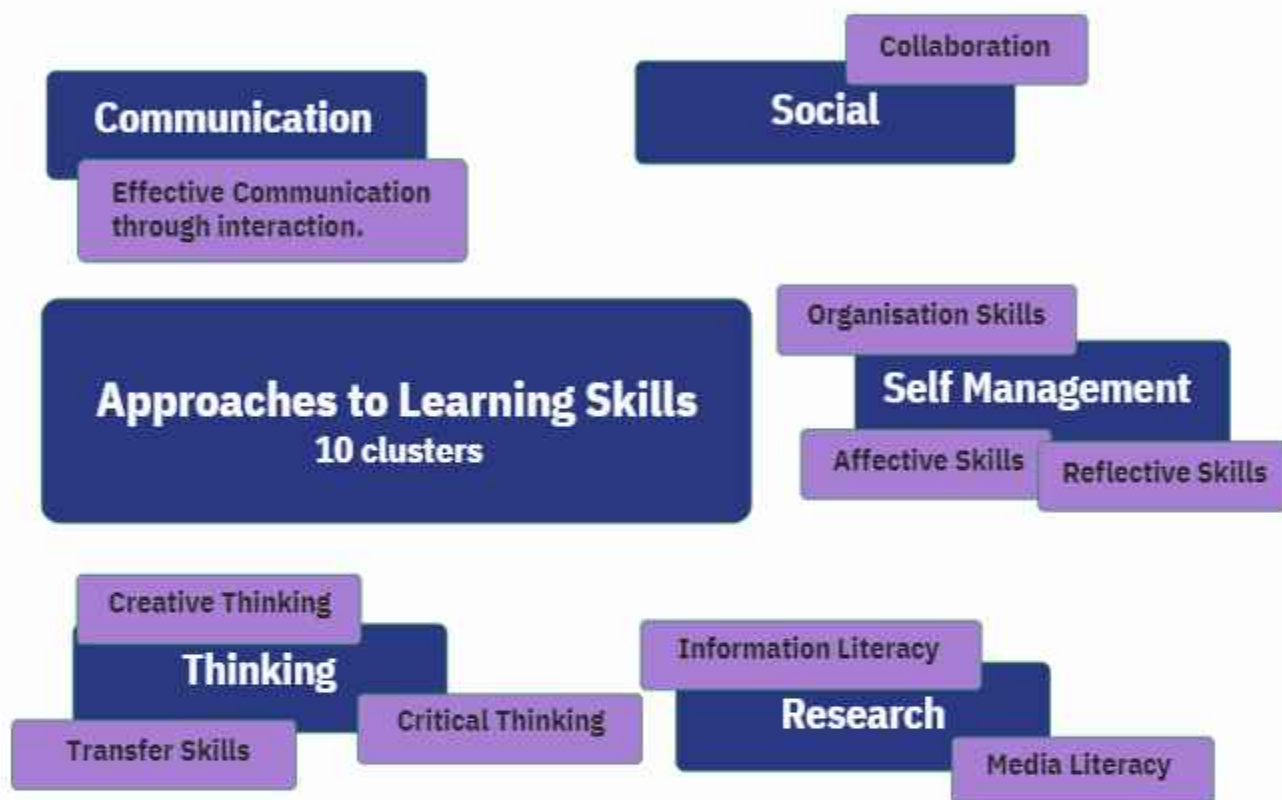 Collaboration
Communication
Social
Effective Communication
through interaction.
Approaches to Learning Skills
10 clusters
Organisation Skills
Self Management
Affective Skills
Reflective Skills
Creative Thinking
Thinking
Critical Thinking
Transfer Skills
Information Literacy
Research
Media Literacy